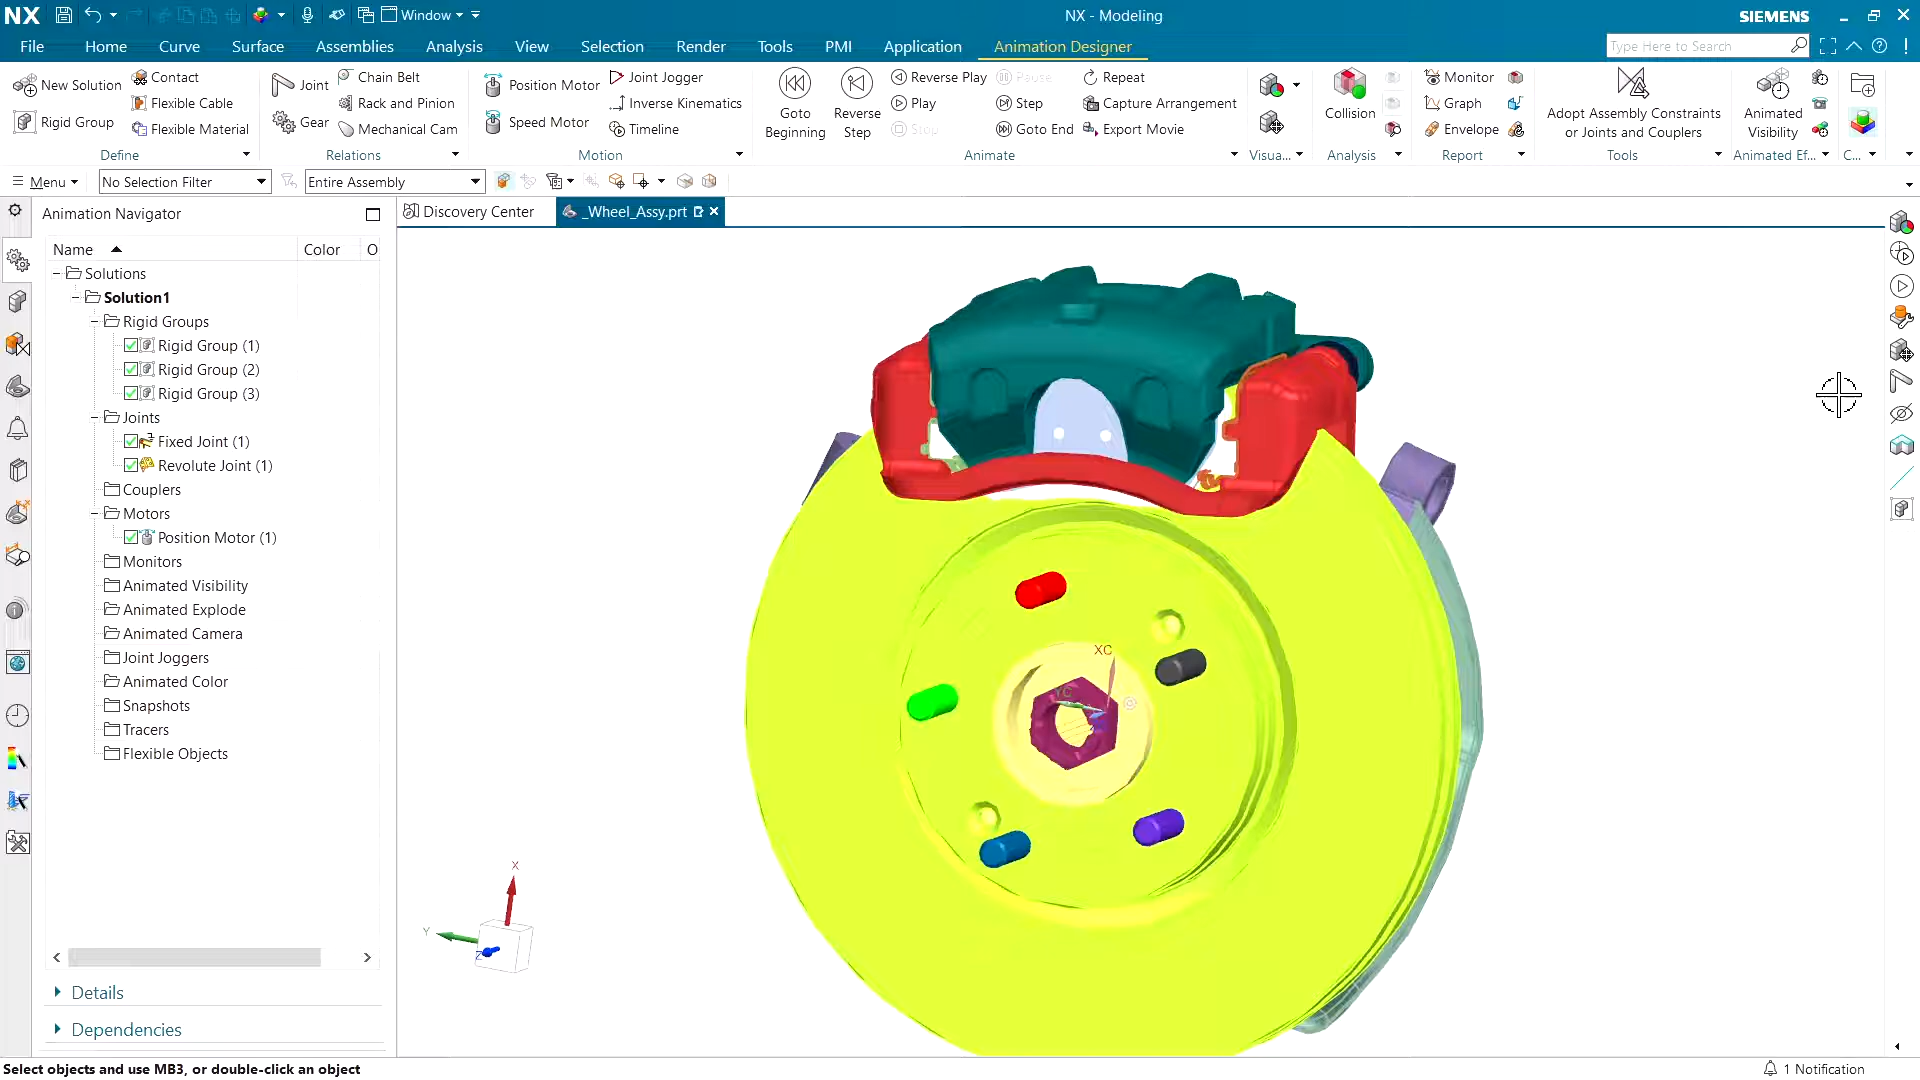 NX Window NX - Modeling SIEMENS
File Home Curve Surface Assemblies Analysis View Selection Render Tools PMI Application Animation Designer Type Here to Search
New Solution Contact Joint Chain Belt Position Motor Joint Jogger Reverse Play Pause Repeat Monitor
Rigid Group Flexible Cable Gear Rack and Pinion Speed Motor Inverse Kinematics Play Step Capture Arrangement Graph
Flexible Material Mechanical Cam Timeline Stop Goto End Export Movie Envelope
Goto Beginning
Reverse Step
Collision
Adopt Assembly Constraints or Joints and Couplers
Animated Visibility
Define Relations Motion Animate Visua... Analysis Report Tools Animated Ef... C...
Menu No Selection Filter Entire Assembly
Animation Navigator Discovery Center _Wheel_Assy.prt
Name Color O
Solutions
Solution1
Rigid Groups
Rigid Group (1)
Rigid Group (2)
Rigid Group (3)
Joints
Fixed Joint (1)
Revolute Joint (1)
Couplers
Motors
Position Motor (1)
Monitors
Animated Visibility
Animated Explode
Animated Camera
Joint Joggers
Animated Color
Snapshots
Tracers
Flexible Objects
XC
YC
X
Y
Z
Details
Dependencies
Select objects and use MB3, or double-click an object 1 Notification